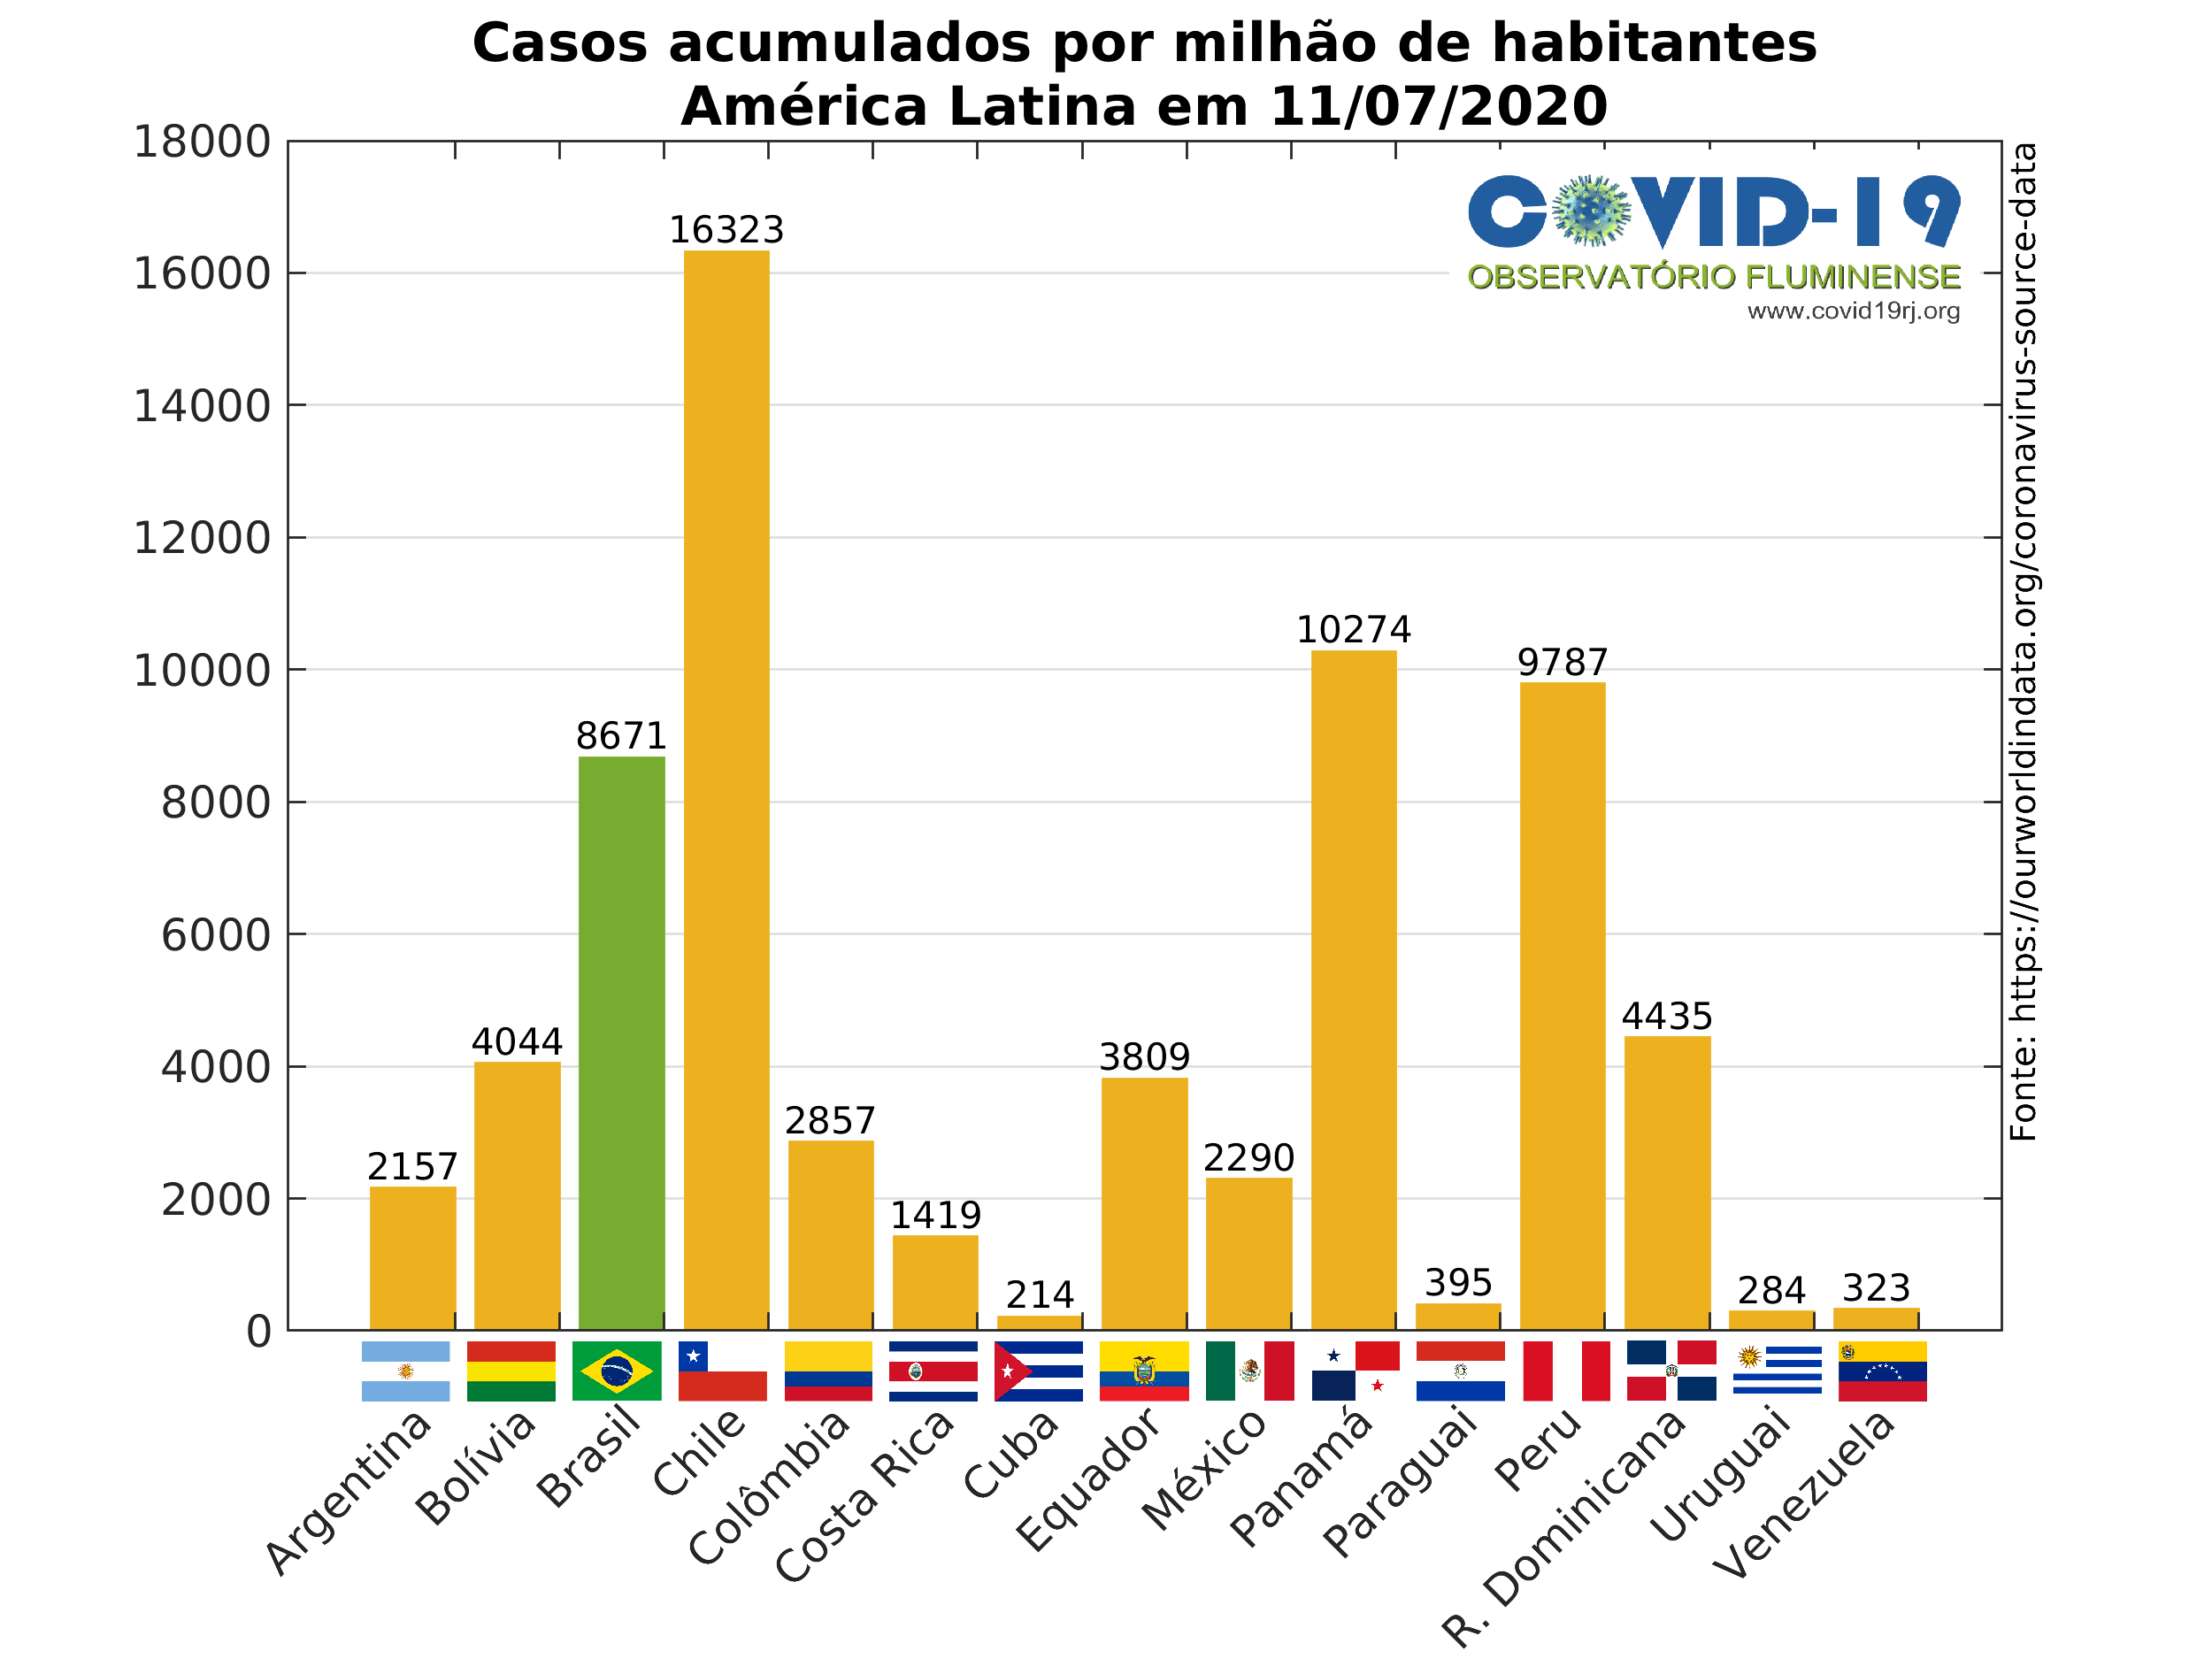 Casos acumulados por milhão de habitantes
América Latina em 11/07/2020
18000
16000
14000
12000
10000
8000
6000
4000
2000
0
COVID-19
OBSERVATÓRIO FLUMINENSE
www.covid19rj.org
2157
4044
8671
16323
2857
1419
214
3809
2290
10274
395
9787
4435
284
323
Argentina
Bolívia
Brasil
Chile
Colômbia
Costa Rica
Cuba
Equador
México
Panamá
Paraguai
Peru
R. Dominicana
Uruguai
Venezuela
Fonte: https://ourworldindata.org/coronavirus-source-data